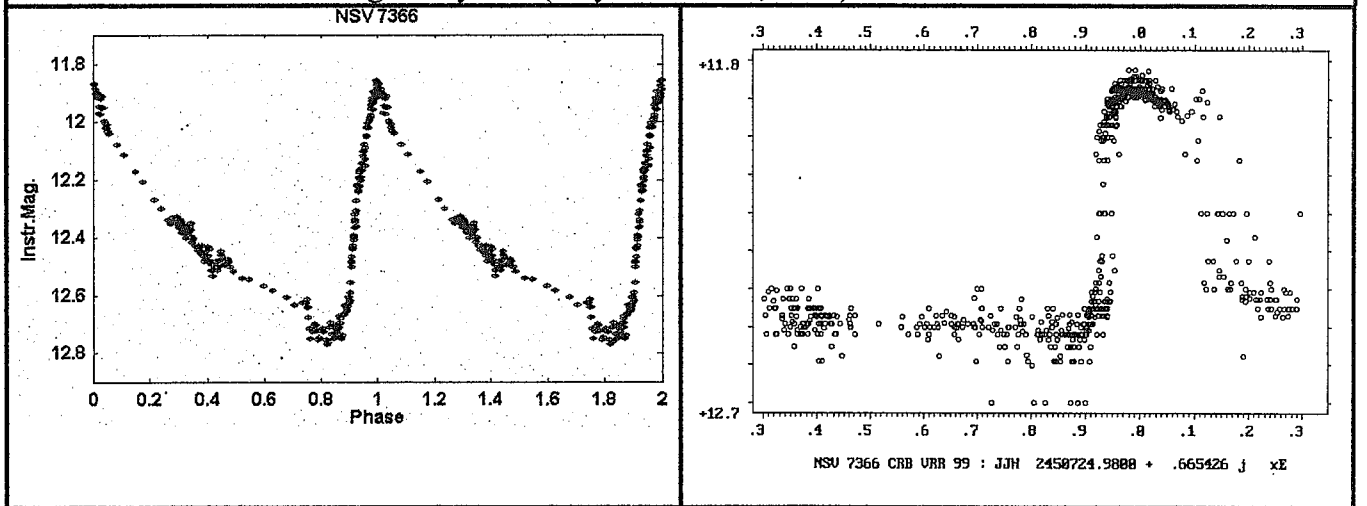 NSV 7366
11.8
12
12.2
12.4
12.6
12.8
Instr.Mag.
0 0.2 0.4 0.6 0.8 1 1.2 1.4 1.6 1.8 2
Phase
.3 .4 .5 .6 .7 .8 .9 .0 .1 .2 .3
+11.8
+12.7
.3 .4 .5 .6 .7 .8 .9 .0 .1 .2 .3
NSV 7366 CRB VRR 99 : JJH 2450724.9800 + .665426 j xE